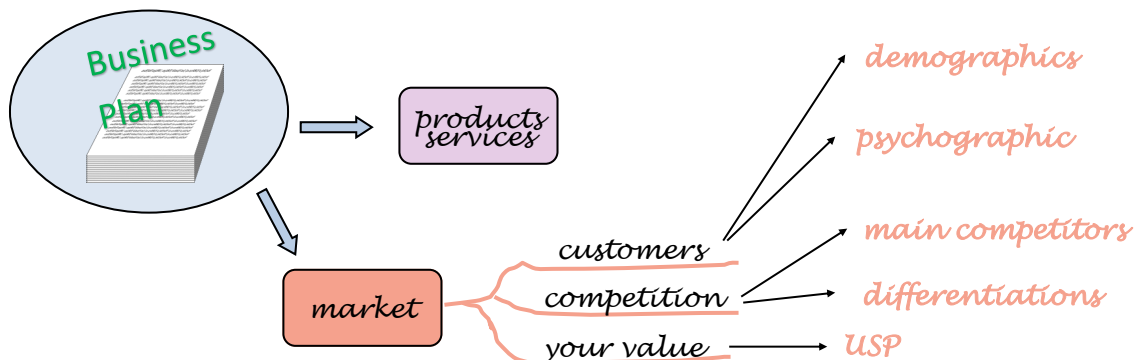 Business
Plan
products
services
market
customers
competition
your value
demographics
psychographic
main competitors
differentiations
USP